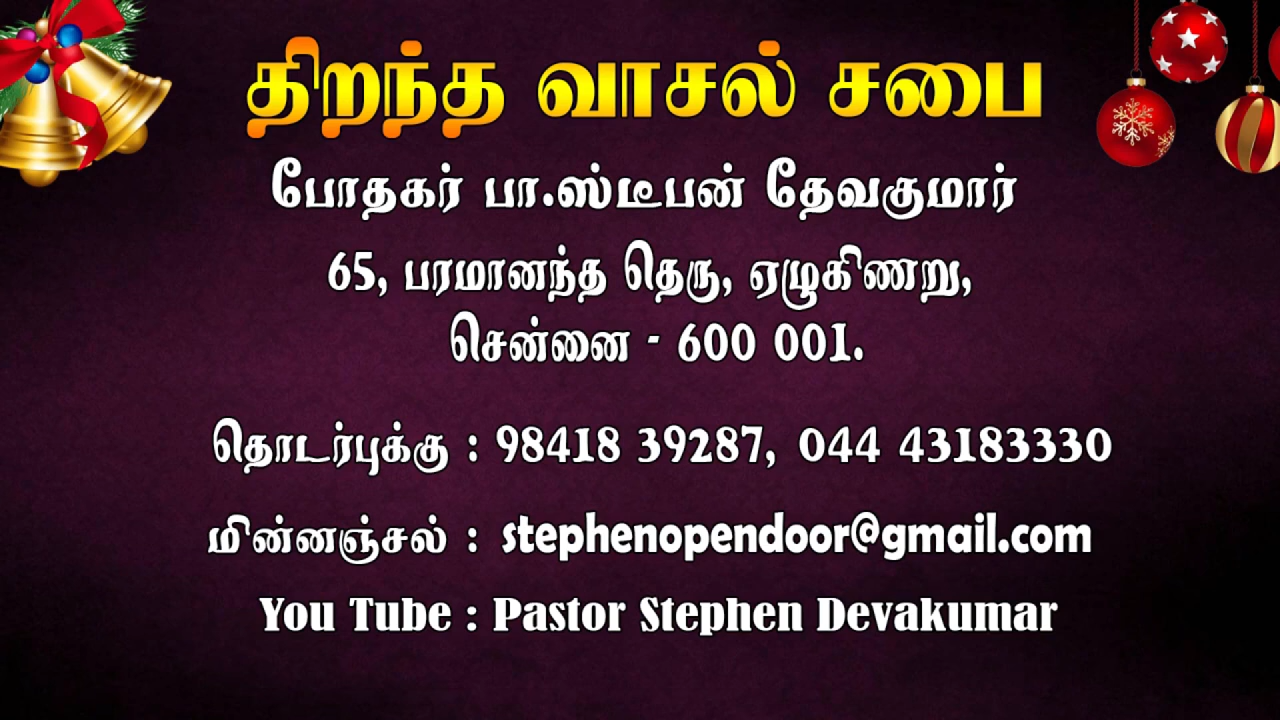 திறந்த வாசல் சபை
போதகர் பா.ஸ்டீபன் தேவகுமார்
65, பரமானந்த தெரு, ஏழுகிணறு,
சென்னை - 600 001.
தொடர்புக்கு : 98418 39287, 044 43183330
மின்னஞ்சல் : stephenopendoor@gmail.com
You Tube : Pastor Stephen Devakumar